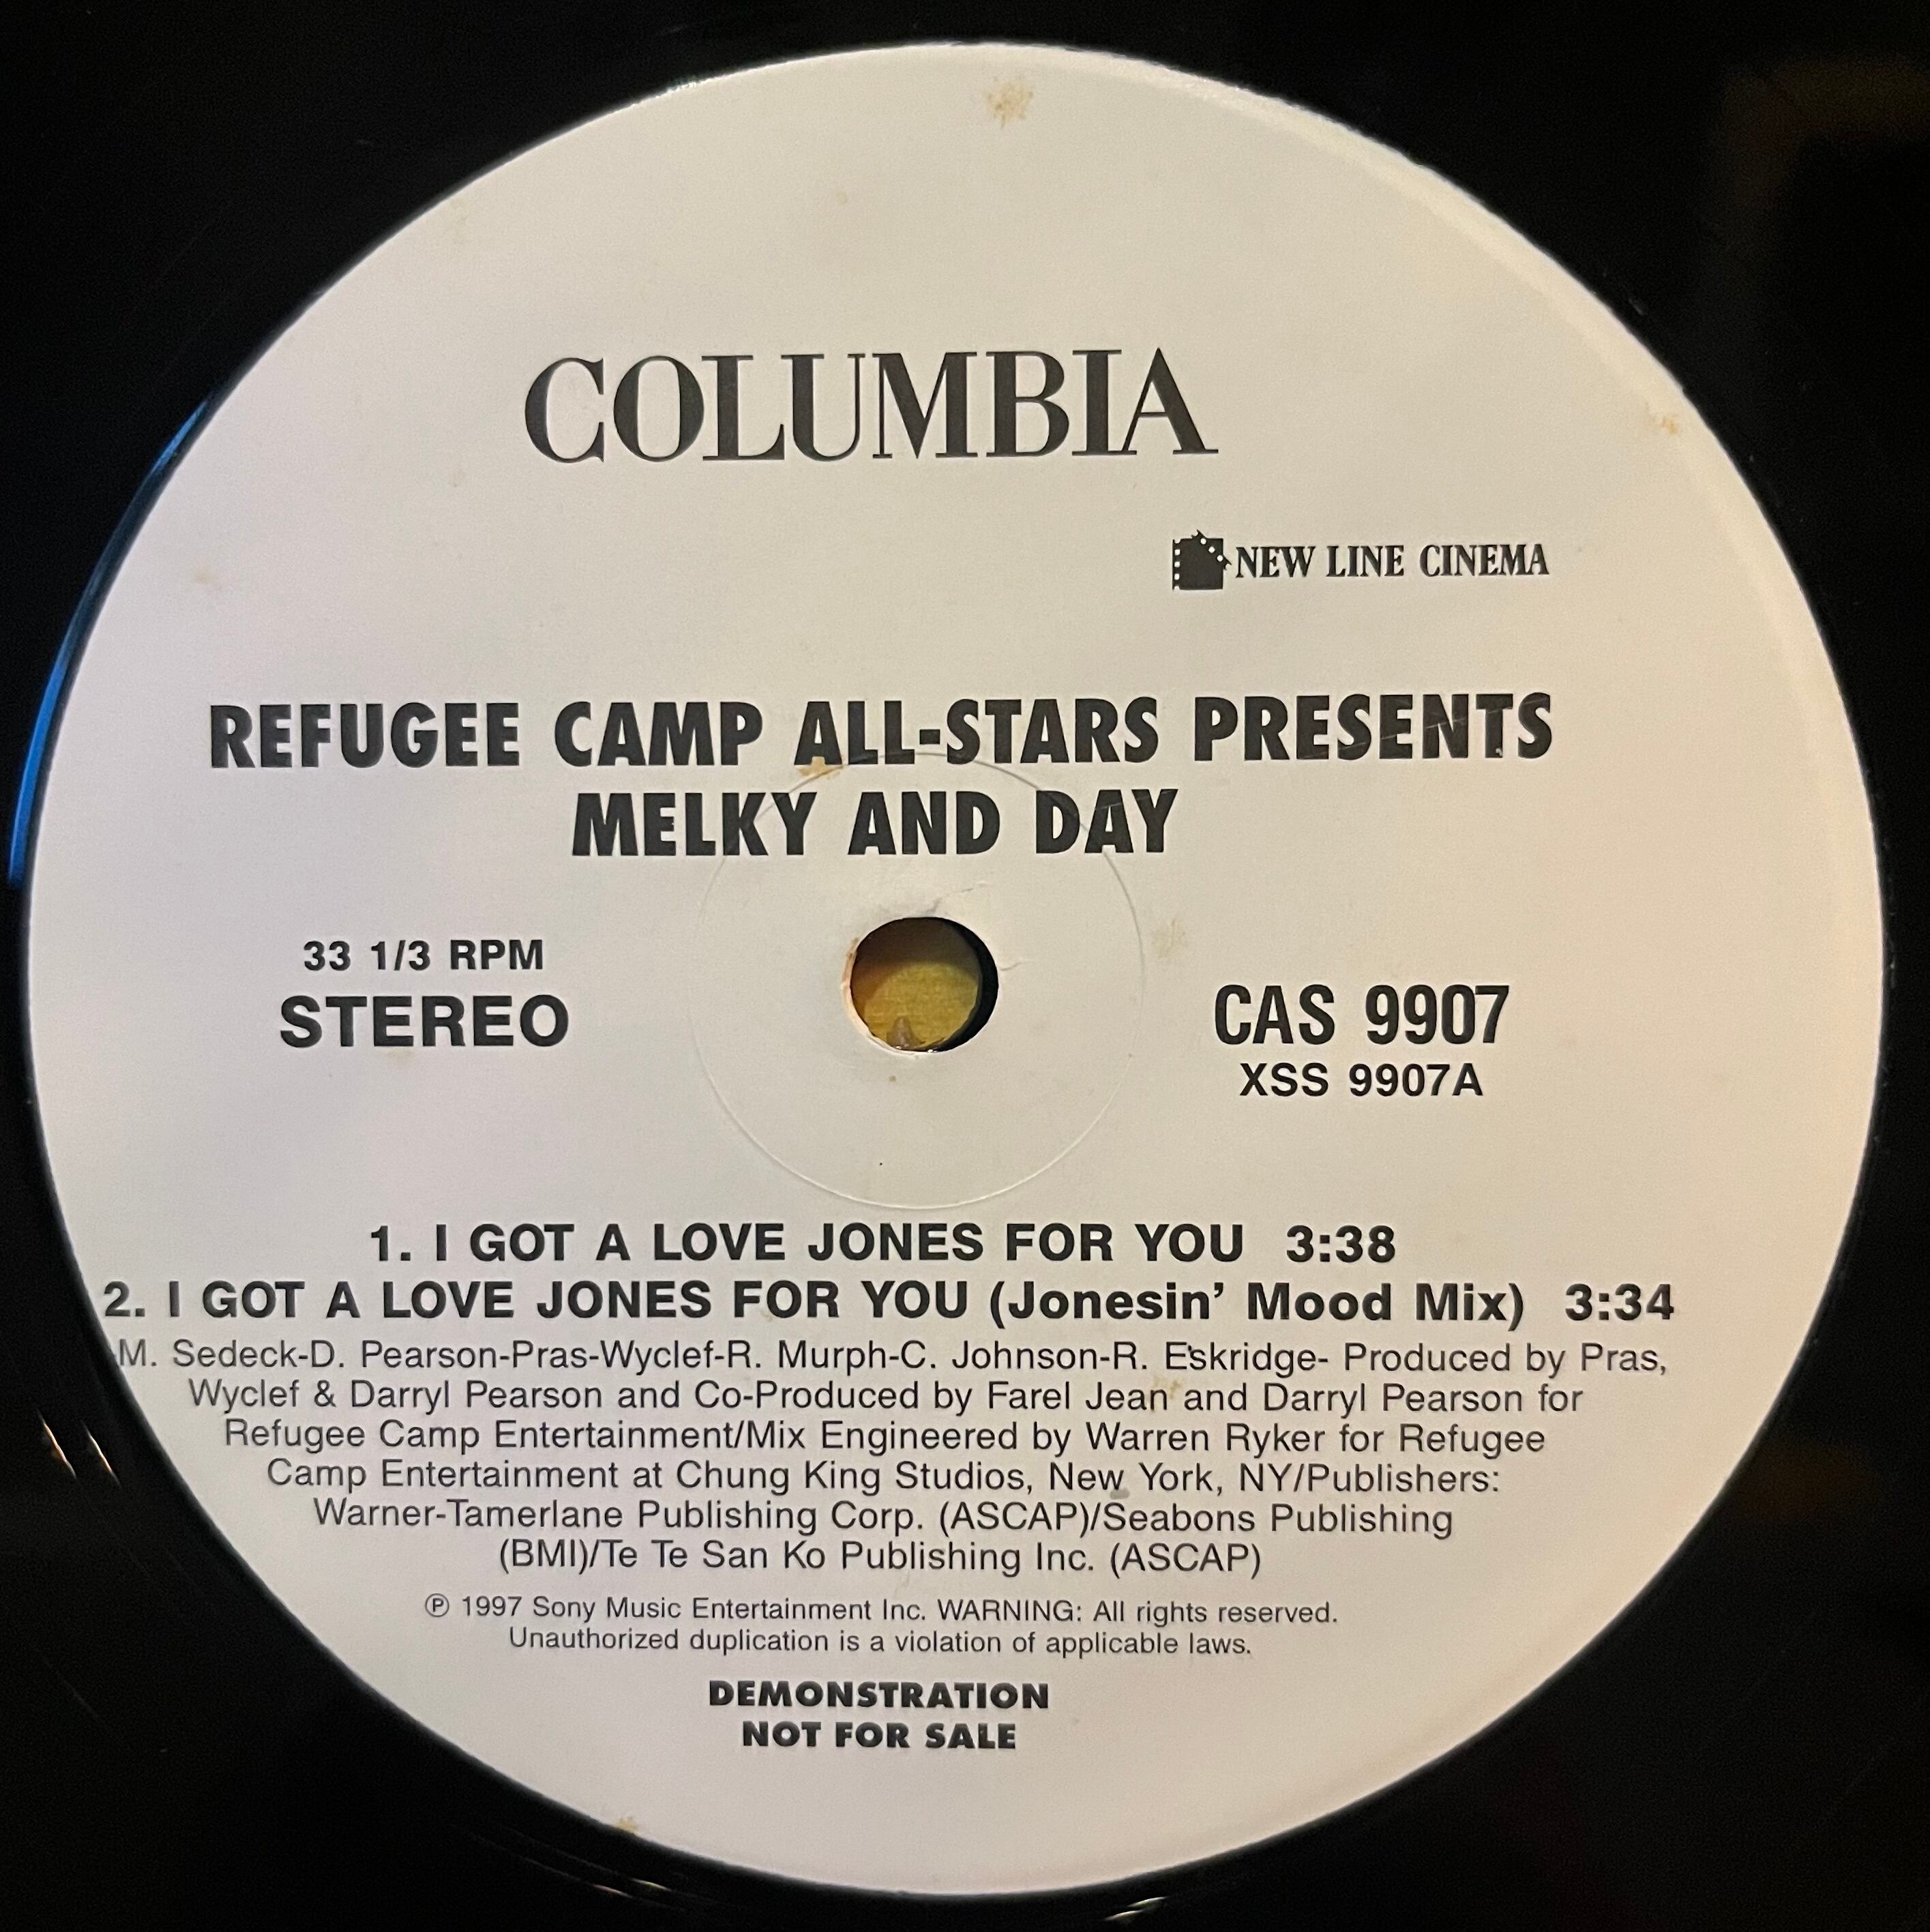 COLUMBIA
NEW LINE CINEMA
REFUGEE CAMP ALL-STARS PRESENTS
MELKY AND DAY
33 1/3 RPM
STEREO
CAS 9907
XSS 9907A
1. I GOT A LOVE JONES FOR YOU 3:38
2. I GOT A LOVE JONES FOR YOU (Jonesin' Mood Mix) 3:34
M. Sedeck-D. Pearson-Pras-Wyclef-R. Murph-C. Johnson-R. Eskridge- Produced by Pras,
Wyclef & Darryl Pearson and Co-Produced by Farel Jean and Darryl Pearson for
Refugee Camp Entertainment/Mix Engineered by Warren Ryker for Refugee
Camp Entertainment at Chung King Studios, New York, NY/Publishers:
Warner-Tamerlane Publishing Corp. (ASCAP)/Seabons Publishing
(BMI)/Te Te San Ko Publishing Inc. (ASCAP)
℗ 1997 Sony Music Entertainment Inc. WARNING: All rights reserved.
Unauthorized duplication is a violation of applicable laws.
DEMONSTRATION
NOT FOR SALE